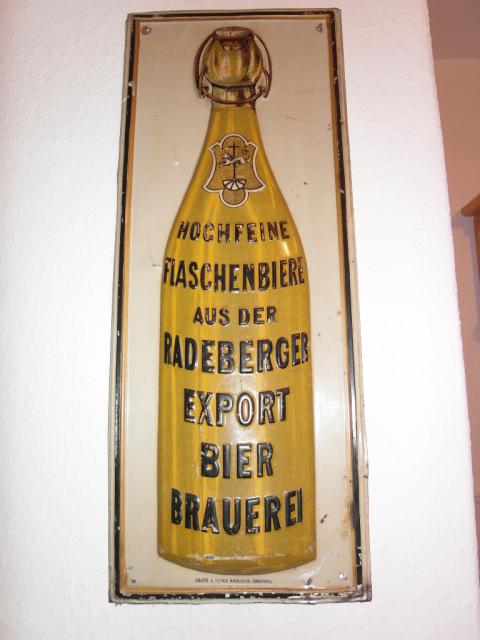 HOCHFEINE
FLASCHENBIERE
AUS DER
RADEBERGER
EXPORT
BIER
BRAUEREI